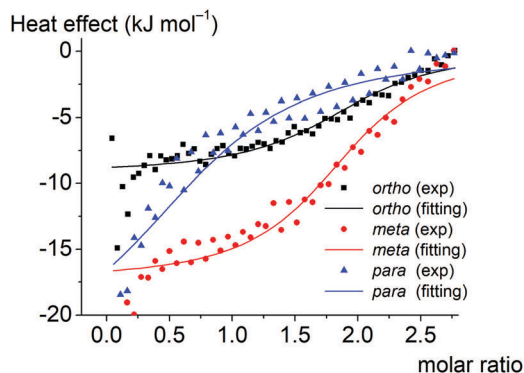 Heat effect (kJ mol⁻¹)
0
-5
-10
-15
-20
0.0 0.5 1.0 1.5 2.0 2.5
molar ratio
ortho (exp)
ortho (fitting)
meta (exp)
meta (fitting)
para (exp)
para (fitting)